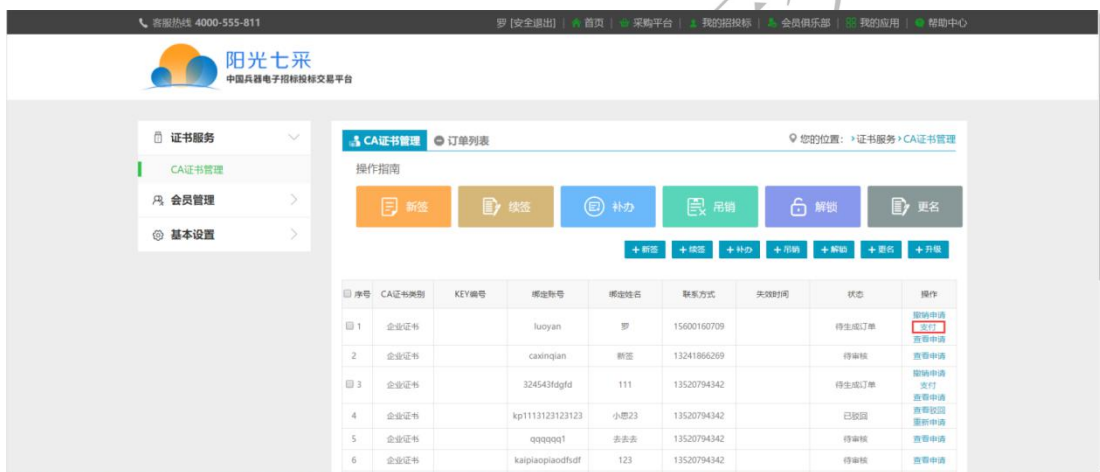 客服热线 4000-555-811
罗 [安全退出] | 首页 | 采购平台 | 我的招投标 | 会员俱乐部 | 我的应用 | 帮助中心
阳光七采
中国兵器电子招标投标交易平台
证书服务
CA证书管理
会员管理
基本设置
CA证书管理 订单列表
您的位置: 证书服务 CA证书管理
操作指南
新签 续签 补办 吊销 解锁 更名
+新签 +续签 +补办 +吊销 +解锁 +更名 +升级
序号 CA证书类别 KEY编号 绑定账号 绑定姓名 联系方式 失效时间 状态 操作
1 企业证书 luoyan 罗 15600160709 待生成订单 撤销申请
支付
查看申请
2 企业证书 caxinqian 新签 13241866269 待审核 查看申请
3 企业证书 324543fdgfd 111 13520794342 待生成订单 撤销申请
支付
查看申请
4 企业证书 kp1113123123123 小思23 13520794342 已驳回 查看驳回
重新申请
5 企业证书 qqqqqq1 去去去 13520794342 待审核 查看申请
6 企业证书 kaipiaopiaodfsdf 123 13520794342 待审核 查看申请